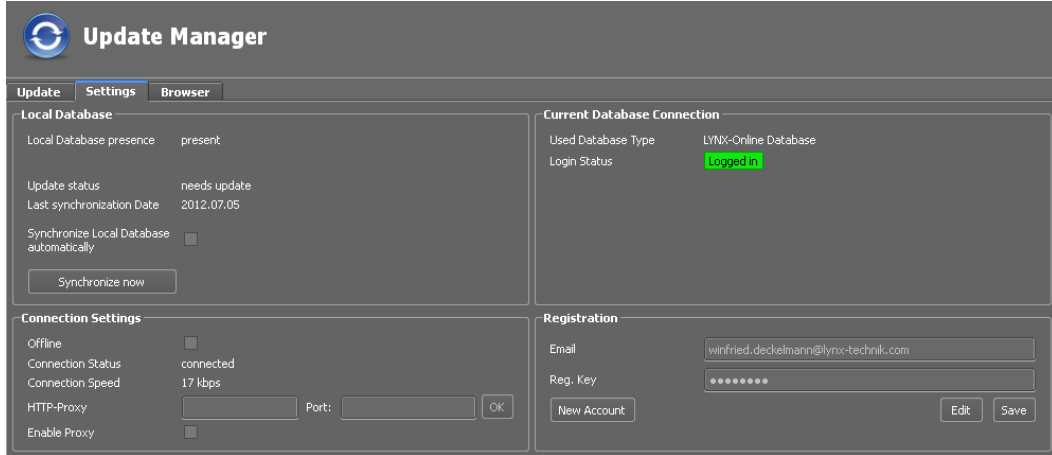 Update Manager
Update Settings Browser
Local Database
Local Database presence present
Update status needs update
Last synchronization Date 2012.07.05
Synchronize Local Database
automatically
Synchronize now
Current Database Connection
Used Database Type LYNX-Online Database
Login Status Logged in
Connection Settings
Offline
Connection Status connected
Connection Speed 17 kbps
HTTP-Proxy Port: OK
Enable Proxy
Registration
Email winfried.deckelmann@lynx-technik.com
Reg. Key ●●●●●●●●
New Account Edit Save